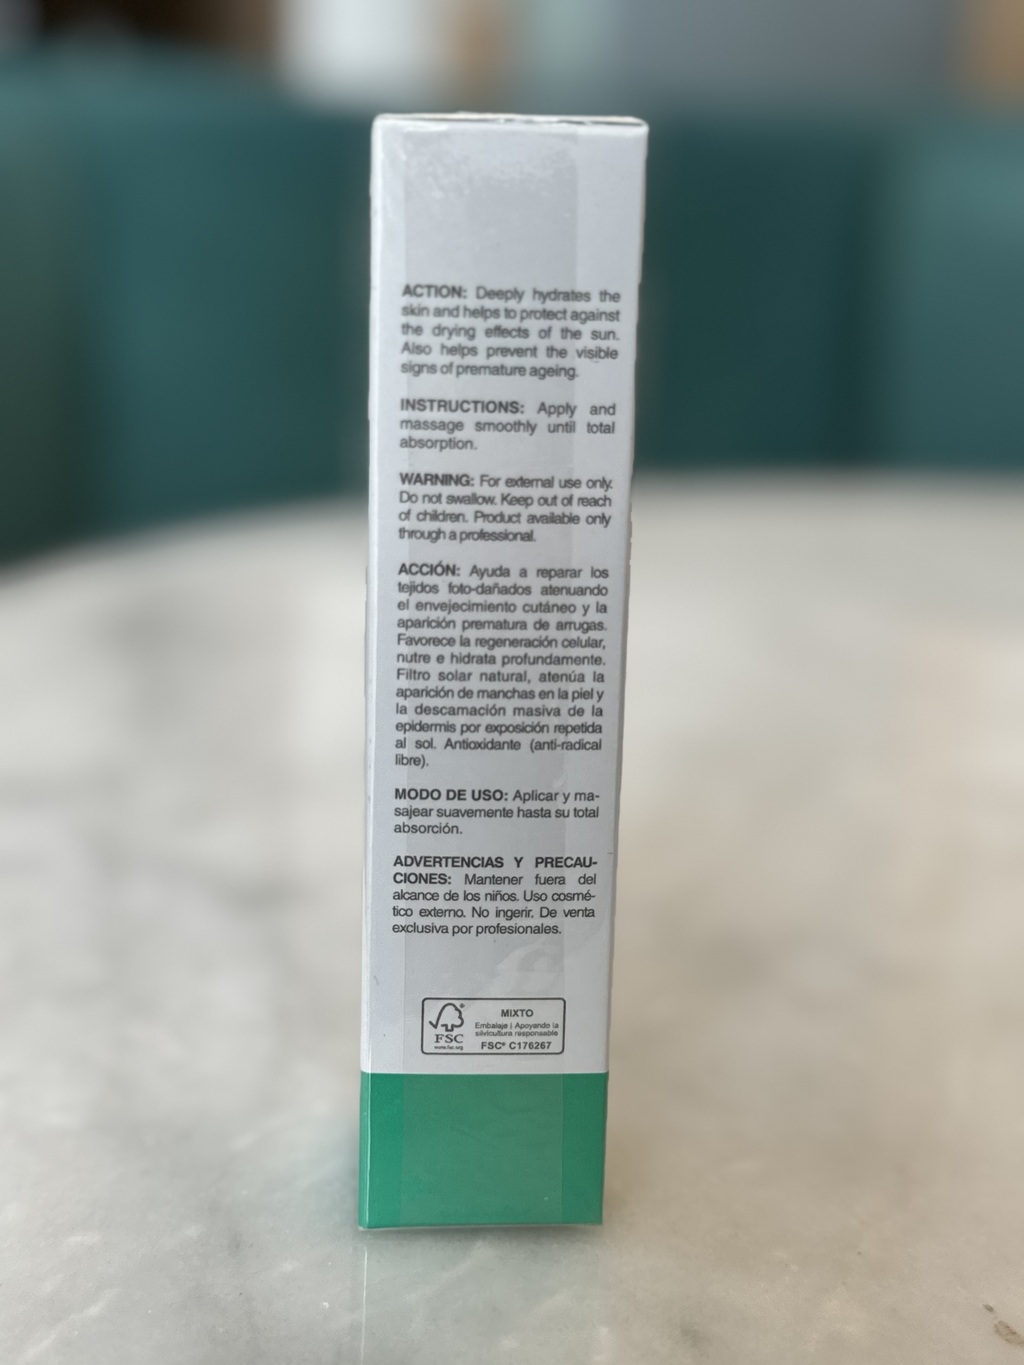 ACTION: Deeply hydrates the
skin and helps to protect against
the drying effects of the sun.
Also helps prevent the visible
signs of premature ageing.
INSTRUCTIONS: Apply and
massage smoothly until total
absorption.
WARNING: For external use only.
Do not swallow. Keep out of reach
of children. Product available only
through a professional.
ACCIÓN: Ayuda a reparar los
tejidos foto-dañados atenuando
el envejecimiento cutáneo y la
aparición prematura de arrugas.
Favorece la regeneración celular,
nutre e hidrata profundamente.
Filtro solar natural, atenúa la
aparición de manchas en la piel y
la descamación masiva de la
epidermis por exposición repetida
al sol. Antioxidante (anti-radical
libre).
MODO DE USO: Aplicar y ma-
sajear suavemente hasta su total
absorción.
ADVERTENCIAS Y PRECAU-
CIONES: Mantener fuera del
alcance de los niños. Uso cosmé-
tico externo. No ingerir. De venta
exclusiva por profesionales.
FSC
www.fsc.org
MIXTO
Embalaje | Apoyando la
silvicultura responsable
FSC® C176267